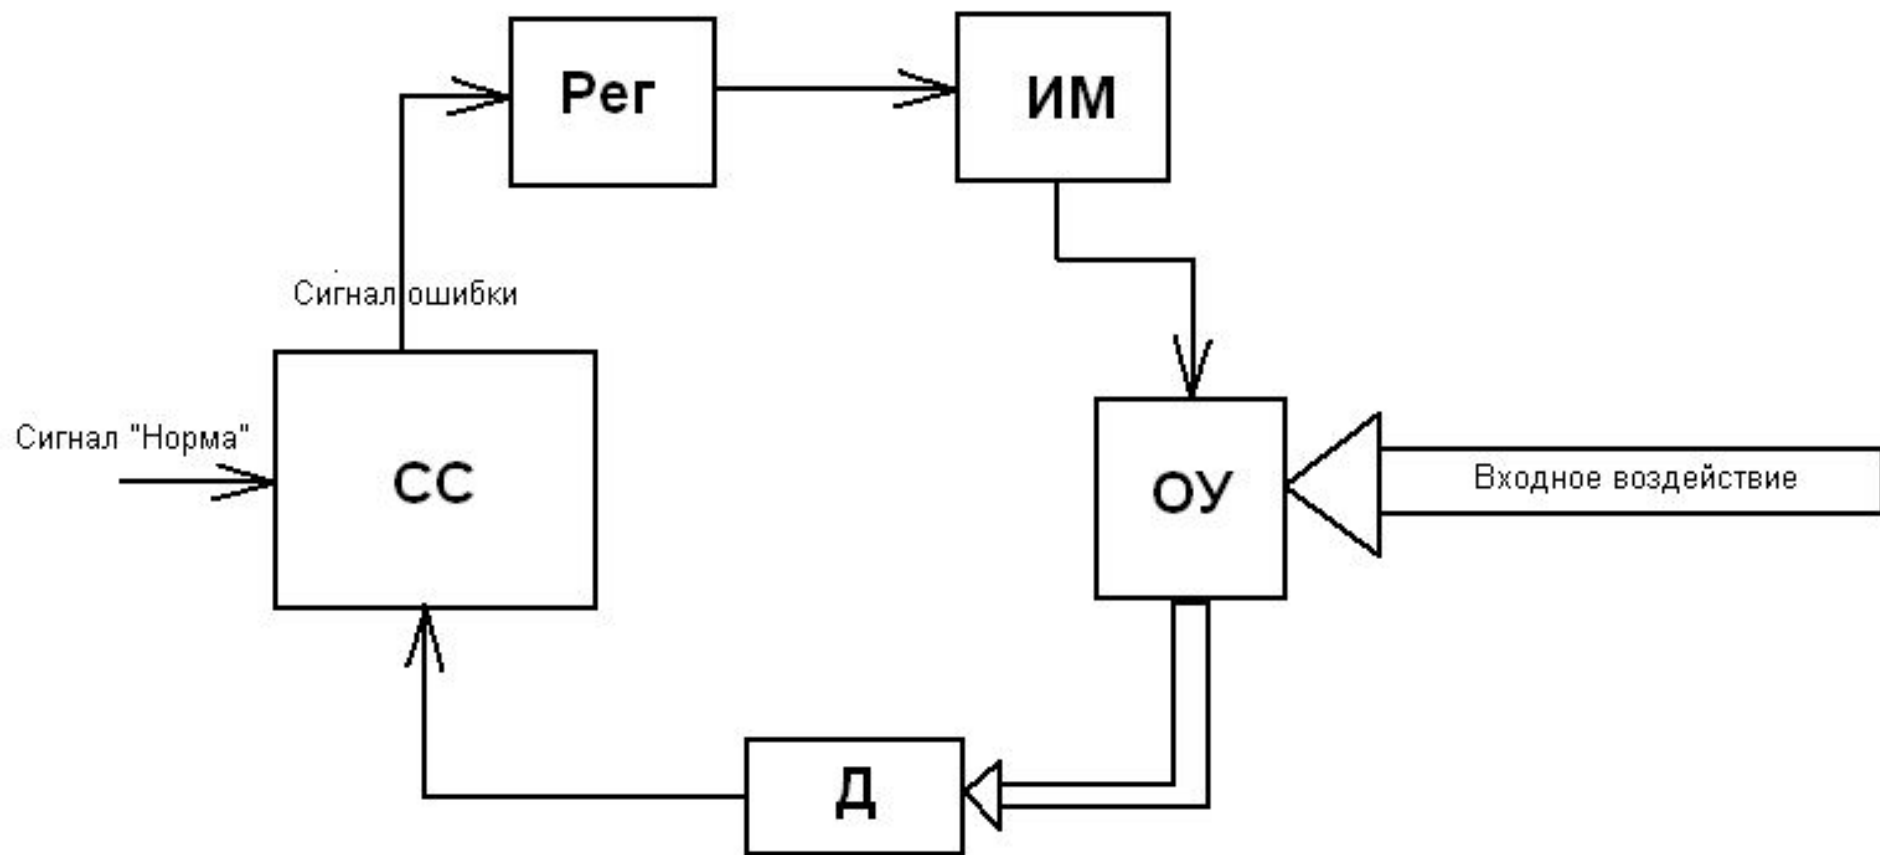 Рег
ИМ
Сигнал ошибки
Сигнал "Норма"
СС
ОУ
Входное воздействие
Д